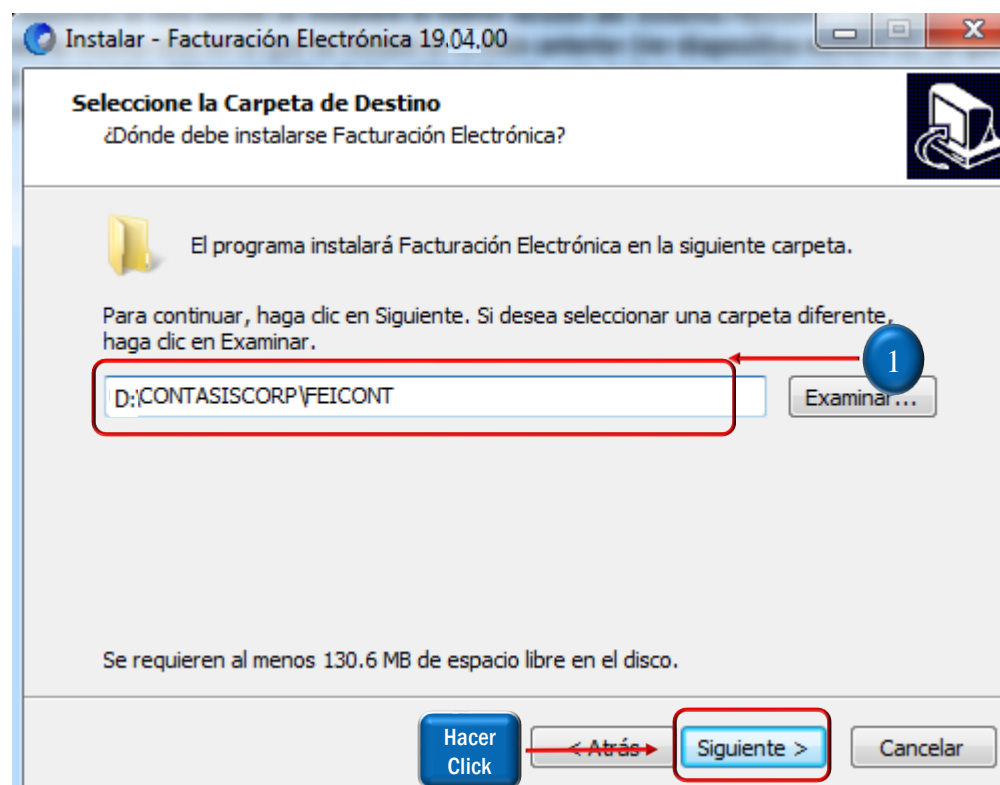 Instalar - Facturación Electrónica 19.04.00
Seleccione la Carpeta de Destino
¿Dónde debe instalarse Facturación Electrónica?
El programa instalará Facturación Electrónica en la siguiente carpeta.
Para continuar, haga clic en Siguiente. Si desea seleccionar una carpeta diferente,
haga clic en Examinar.
1
D:\CONTASISCORP\FEICONT
Examinar...
Se requieren al menos 130.6 MB de espacio libre en el disco.
Hacer
Click
< Atrás
Siguiente >
Cancelar